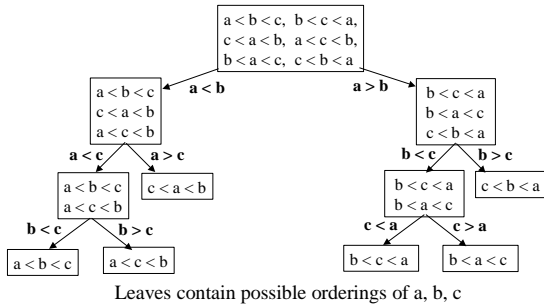 a < b < c, b < c < a,
c < a < b, a < c < b,
b < a < c, c < b < a
a < b
a > b
a < b < c
c < a < b
a < c < b
b < c < a
b < a < c
c < b < a
a < c
a > c
b < c
b > c
a < b < c
a < c < b
c < a < b
b < c < a
b < a < c
c < b < a
b < c
b > c
c < a
c > a
a < b < c
a < c < b
b < c < a
b < a < c
Leaves contain possible orderings of a, b, c